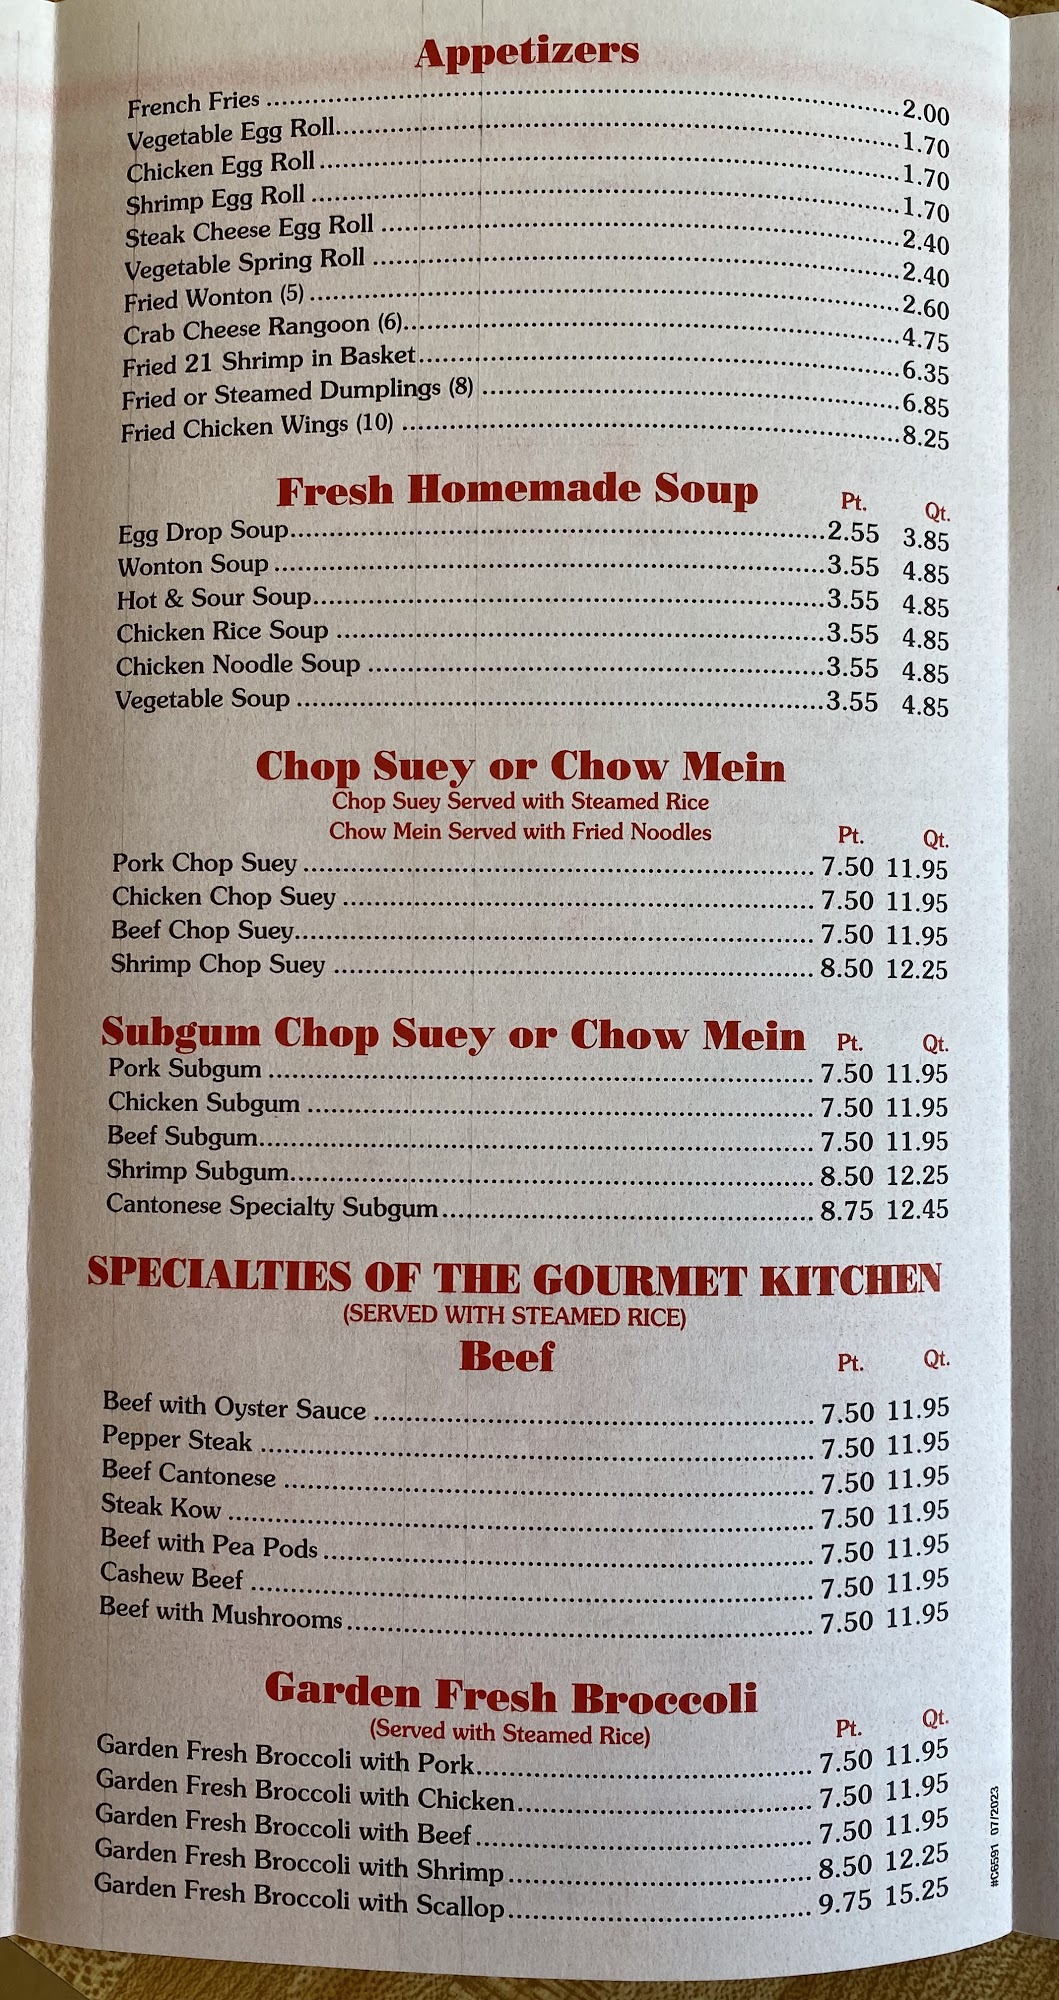 Appetizers
French Fries 2.00
Vegetable Egg Roll 1.70
Chicken Egg Roll 1.70
Shrimp Egg Roll 1.70
Steak Cheese Egg Roll 2.40
Vegetable Spring Roll 2.40
Fried Wonton (5) 2.60
Crab Cheese Rangoon (6) 4.75
Fried 21 Shrimp in Basket 6.35
Fried or Steamed Dumplings (8) 6.85
Fried Chicken Wings (10) 8.25
Fresh Homemade Soup Pt. Qt.
Egg Drop Soup 2.55 3.85
Wonton Soup 3.55 4.85
Hot & Sour Soup 3.55 4.85
Chicken Rice Soup 3.55 4.85
Chicken Noodle Soup 3.55 4.85
Vegetable Soup 3.55 4.85
Chop Suey or Chow Mein
Chop Suey Served with Steamed Rice
Chow Mein Served with Fried Noodles Pt. Qt.
Pork Chop Suey 7.50 11.95
Chicken Chop Suey 7.50 11.95
Beef Chop Suey 7.50 11.95
Shrimp Chop Suey 8.50 12.25
Subgum Chop Suey or Chow Mein Pt. Qt.
Pork Subgum 7.50 11.95
Chicken Subgum 7.50 11.95
Beef Subgum 7.50 11.95
Shrimp Subgum 8.50 12.25
Cantonese Specialty Subgum 8.75 12.45
SPECIALTIES OF THE GOURMET KITCHEN
(SERVED WITH STEAMED RICE)
Beef Pt. Qt.
Beef with Oyster Sauce 7.50 11.95
Pepper Steak 7.50 11.95
Beef Cantonese 7.50 11.95
Steak Kow 7.50 11.95
Beef with Pea Pods 7.50 11.95
Cashew Beef 7.50 11.95
Beef with Mushrooms 7.50 11.95
Garden Fresh Broccoli
(Served with Steamed Rice) Pt. Qt.
Garden Fresh Broccoli with Pork 7.50 11.95
Garden Fresh Broccoli with Chicken 7.50 11.95
Garden Fresh Broccoli with Beef 7.50 11.95
Garden Fresh Broccoli with Shrimp 8.50 12.25
Garden Fresh Broccoli with Scallop 9.75 15.25
#C6591 07/2023